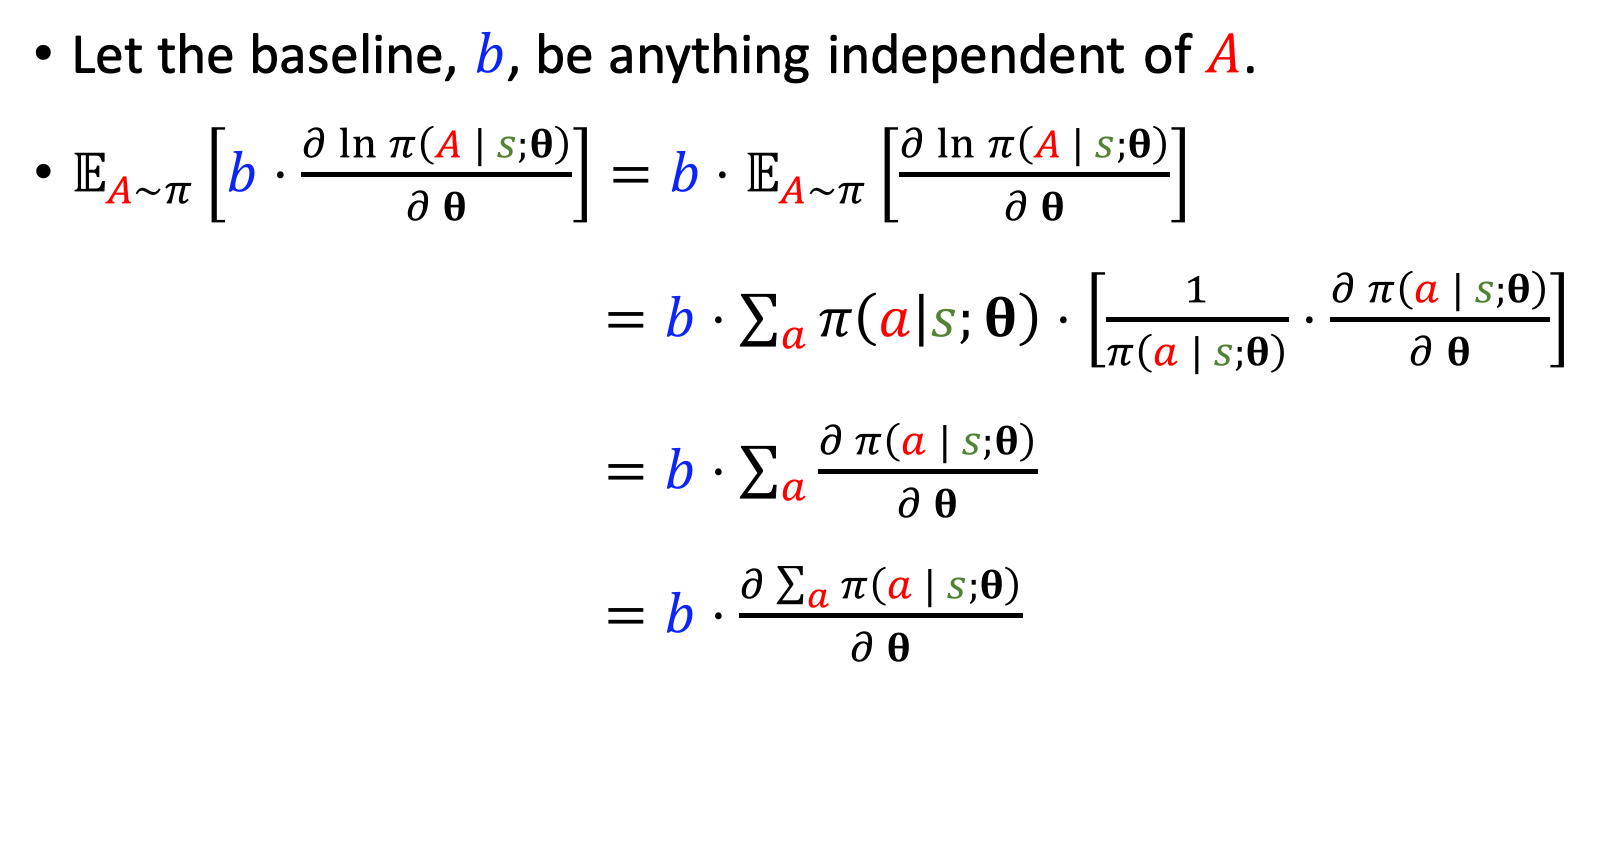 • Let the baseline, b, be anything independent of A.
• 𝔼_{A∼π} [b · ∂ ln π(A | s;θ) / ∂ θ] = b · 𝔼_{A∼π} [∂ ln π(A | s;θ) / ∂ θ]
= b · ∑_a π(a|s; θ) · [1 / π(a | s;θ) · ∂ π(a | s;θ) / ∂ θ]
= b · ∑_a ∂ π(a | s;θ) / ∂ θ
= b · ∂ ∑_a π(a | s;θ) / ∂ θ